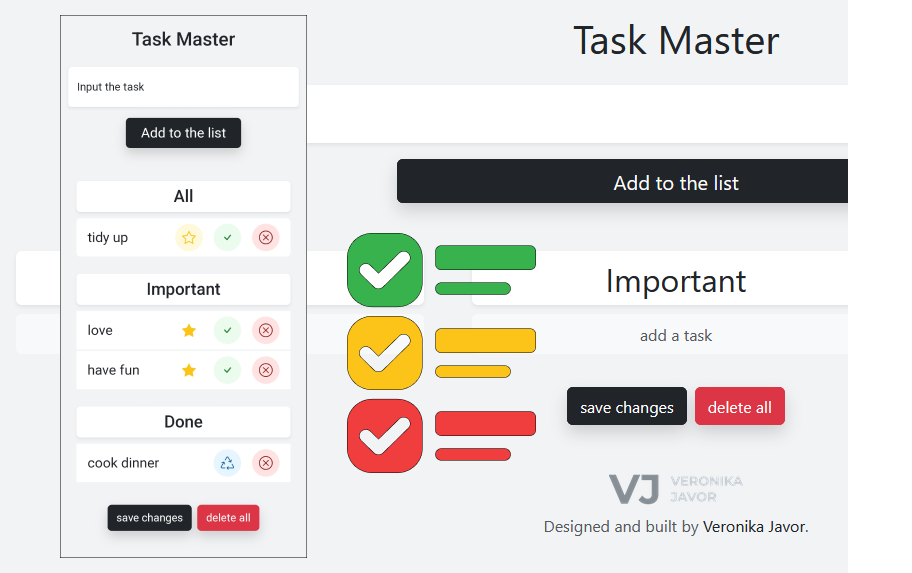 Task Master
Input the task
Add to the list
All
tidy up
Important
love
have fun
Done
cook dinner
save changes
delete all
Task Master
Add to the list
Important
add a task
save changes
delete all
VJ
VERONIKA
JAVOR
Designed and built by Veronika Javor.